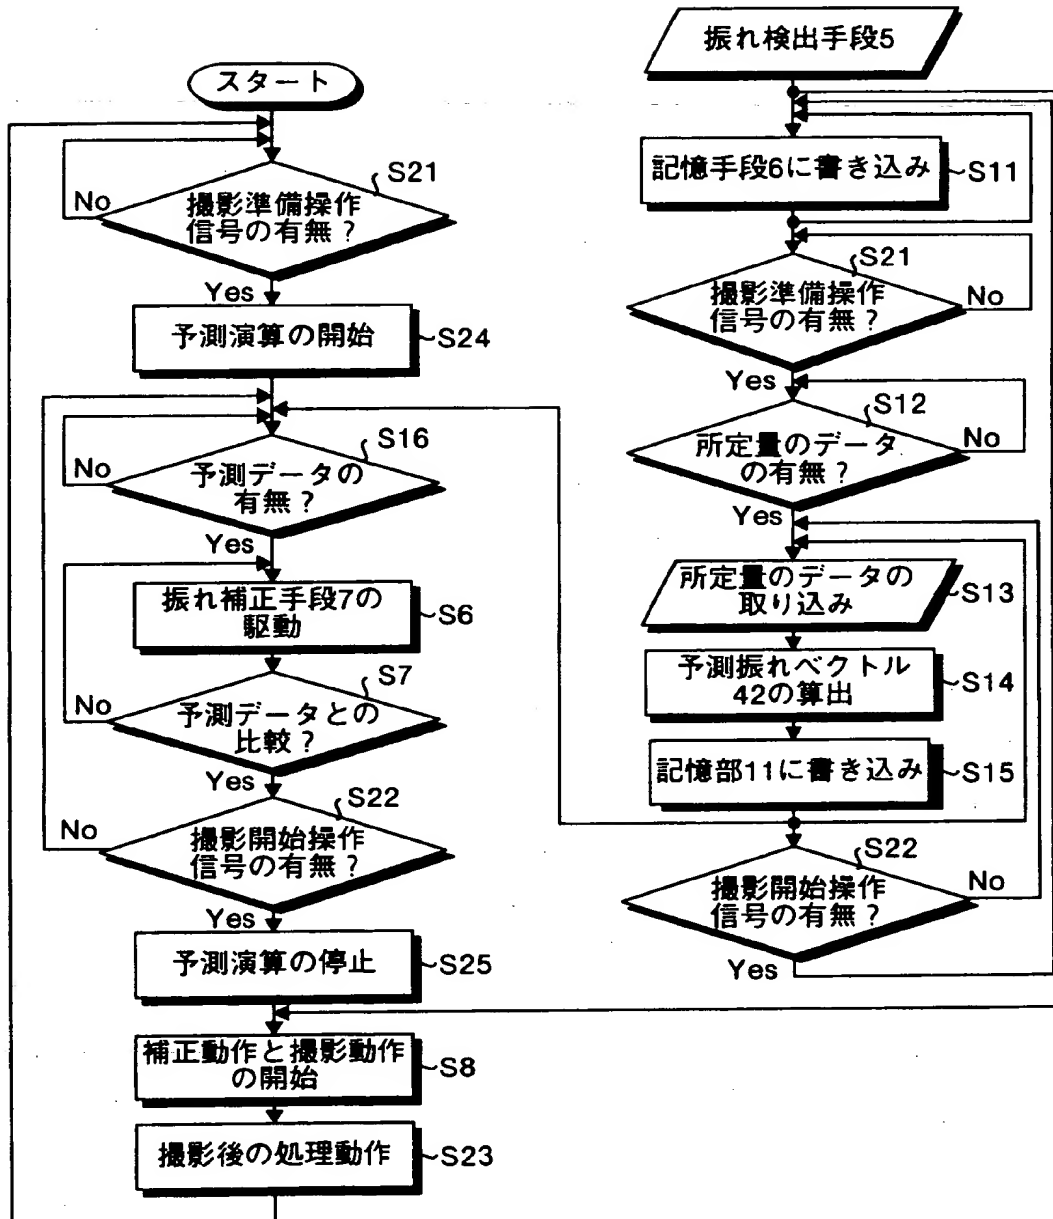 スタート
S21
No
撮影準備操作
信号の有無？
Yes
予測演算の開始
S24
S16
No
予測データの
有無？
Yes
振れ補正手段7の
駆動
S6
S7
No
予測データとの
比較？
Yes
S22
No
撮影開始操作
信号の有無？
Yes
予測演算の停止
S25
補正動作と撮影動作
の開始
S8
撮影後の処理動作
S23
振れ検出手段5
記憶手段6に書き込み
S11
S21
撮影準備操作
信号の有無？
No
Yes
S12
所定量のデータ
の有無？
No
Yes
所定量のデータの
取り込み
S13
予測振れベクトル
42の算出
S14
記憶部11に書き込み
S15
S22
撮影開始操作
信号の有無？
No
Yes